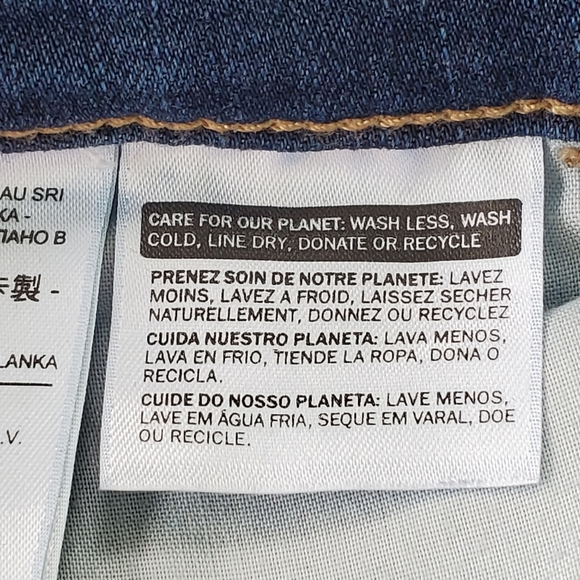 AU SRI
KA -
ПАНО В
製 -
LANKA
.V.
CARE FOR OUR PLANET: WASH LESS, WASH
COLD, LINE DRY, DONATE OR RECYCLE
PRENEZ SOIN DE NOTRE PLANETE: LAVEZ
MOINS, LAVEZ A FROID, LAISSEZ SECHER
NATURELLEMENT, DONNEZ OU RECYCLEZ
CUIDA NUESTRO PLANETA: LAVA MENOS,
LAVA EN FRIO, TIENDE LA ROPA, DONA O
RECICLA.
CUIDE DO NOSSO PLANETA: LAVE MENOS,
LAVE EM ÁGUA FRIA, SEQUE EM VARAL, DOE
OU RECICLE.